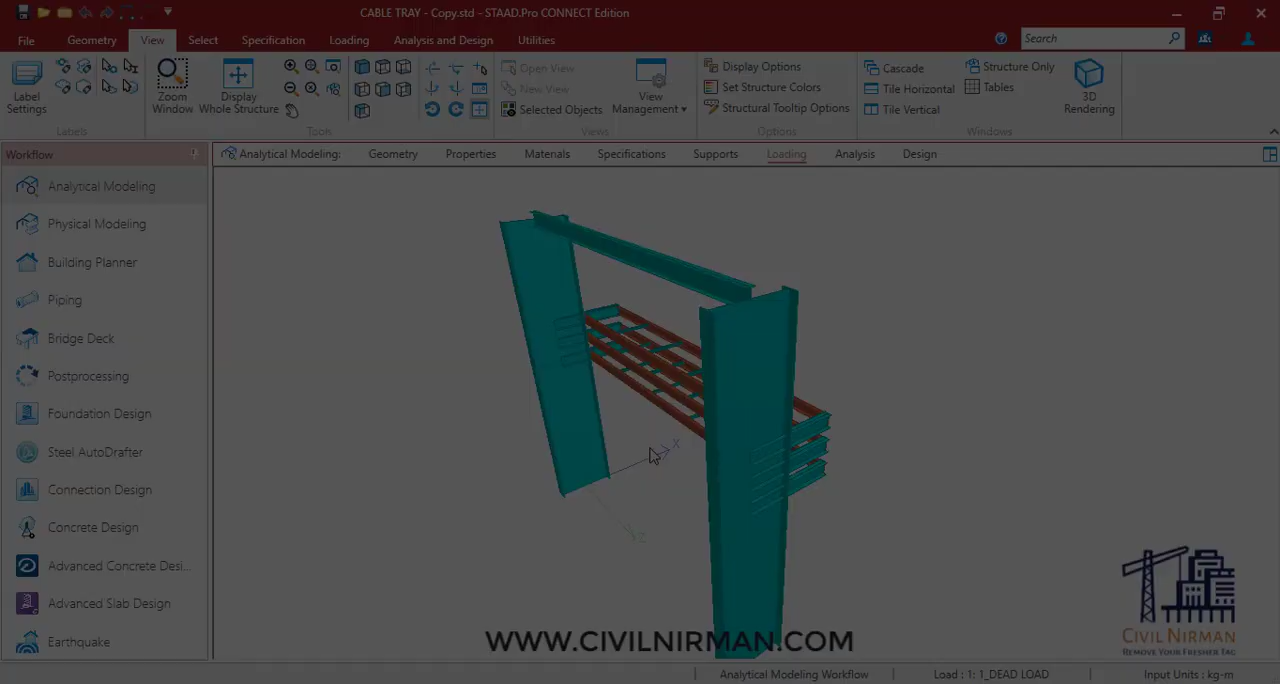 CABLE TRAY - Copy.std - STAAD.Pro CONNECT Edition
File
Geometry
View
Select
Specification
Loading
Analysis and Design
Utilities
Search
Label
Settings
Zoom
Window
Display
Whole Structure
Open View
New View
Selected Objects
View
Management
Display Options
Set Structure Colors
Structural Tooltip Options
Cascade
Tile Horizontal
Tile Vertical
Structure Only
Tables
3D
Rendering
Labels
Tools
Views
Options
Windows
Workflow
Analytical Modeling:
Geometry
Properties
Materials
Specifications
Supports
Loading
Analysis
Design
Analytical Modeling
Physical Modeling
Building Planner
Piping
Bridge Deck
Postprocessing
Foundation Design
Steel AutoDrafter
Connection Design
Concrete Design
Advanced Concrete Desi...
Advanced Slab Design
Earthquake
X
Z
WWW.CIVILNIRMAN.COM
CIVIL NIRMAN
REMOVE YOUR FRESHER TAG
Analytical Modeling Workflow
Load : 1: 1_DEAD LOAD
Input Units : kg-m